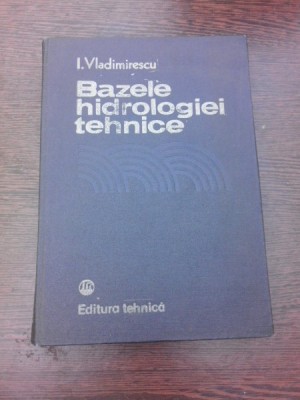 I.Vladimirescu
Bazele
hidrologiei
tehnice
Editura tehnică